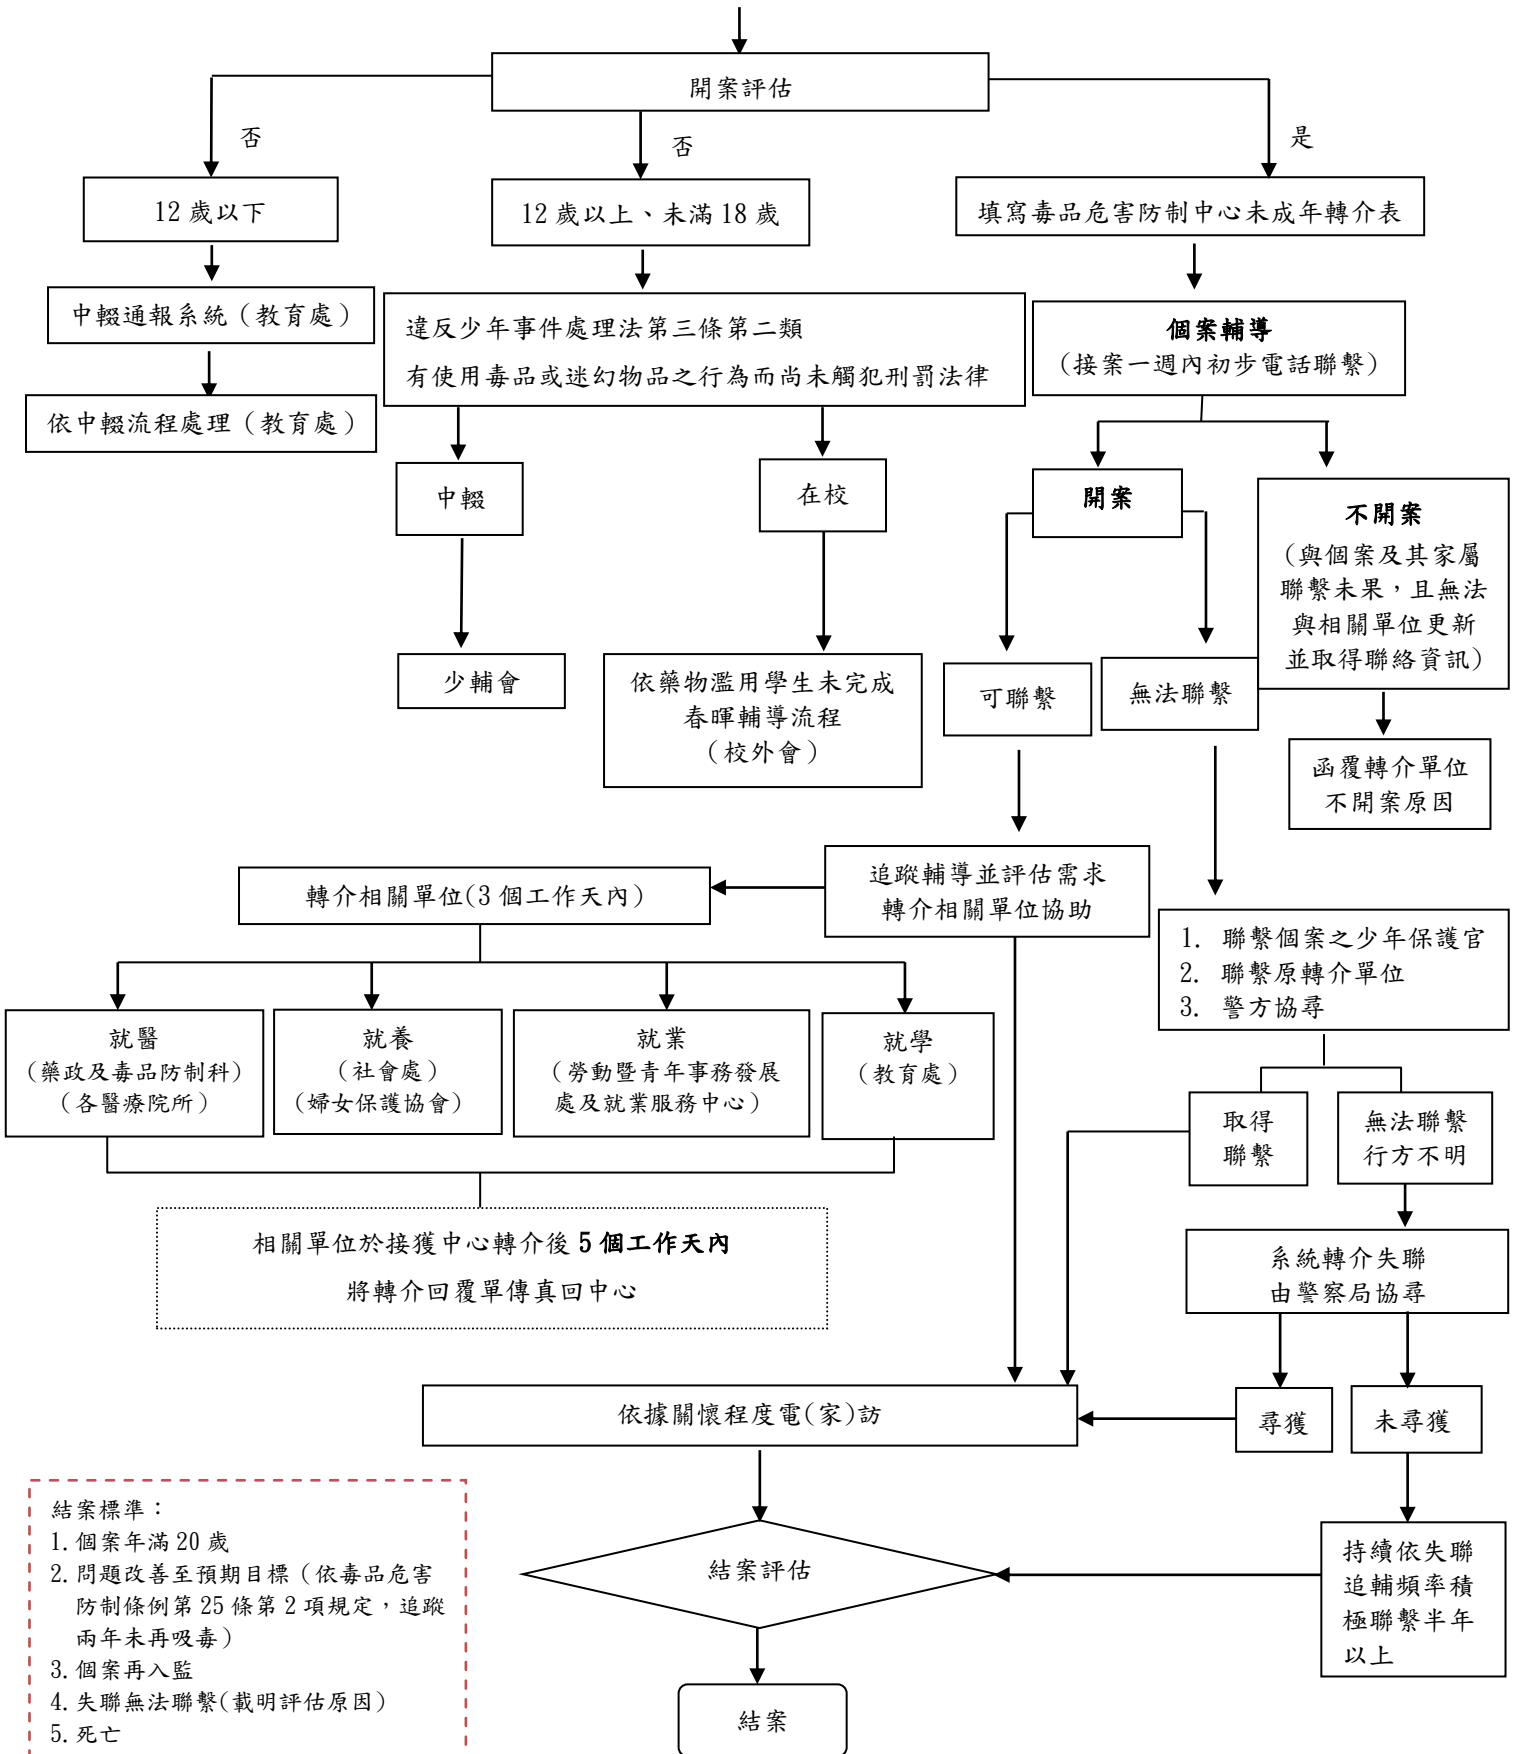 開案評估
否
否
是
12 歲以下
12 歲以上、未滿 18 歲
填寫毒品危害防制中心未成年轉介表
中輟通報系統（教育處）
違反少年事件處理法第三條第二類
有使用毒品或迷幻物品之行為而尚未觸犯刑罰法律
個案輔導
（接案一週內初步電話聯繫）
依中輟流程處理（教育處）
中輟
在校
開案
不開案
（與個案及其家屬
聯繫未果，且無法
與相關單位更新
並取得聯絡資訊）
少輔會
依藥物濫用學生未完成
春暉輔導流程
（校外會）
可聯繫
無法聯繫
函覆轉介單位
不開案原因
轉介相關單位(3 個工作天內）
追蹤輔導並評估需求
轉介相關單位協助
1. 聯繫個案之少年保護官
2. 聯繫原轉介單位
3. 警方協尋
就醫
（藥政及毒品防制科）
（各醫療院所）
就養
（社會處）
（婦女保護協會）
就業
（勞動暨青年事務發展
處及就業服務中心）
就學
（教育處）
取得
聯繫
無法聯繫
行方不明
相關單位於接獲中心轉介後 5 個工作天內
將轉介回覆單傳真回中心
系統轉介失聯
由警察局協尋
依據關懷程度電(家)訪
尋獲
未尋獲
結案標準：
1. 個案年滿 20 歲
2. 問題改善至預期目標（依毒品危害
防制條例第 25 條第 2 項規定，追蹤
兩年未再吸毒）
3. 個案再入監
4. 失聯無法聯繫(載明評估原因）
5. 死亡
結案評估
持續依失聯
追輔頻率積
極聯繫半年
以上
結案